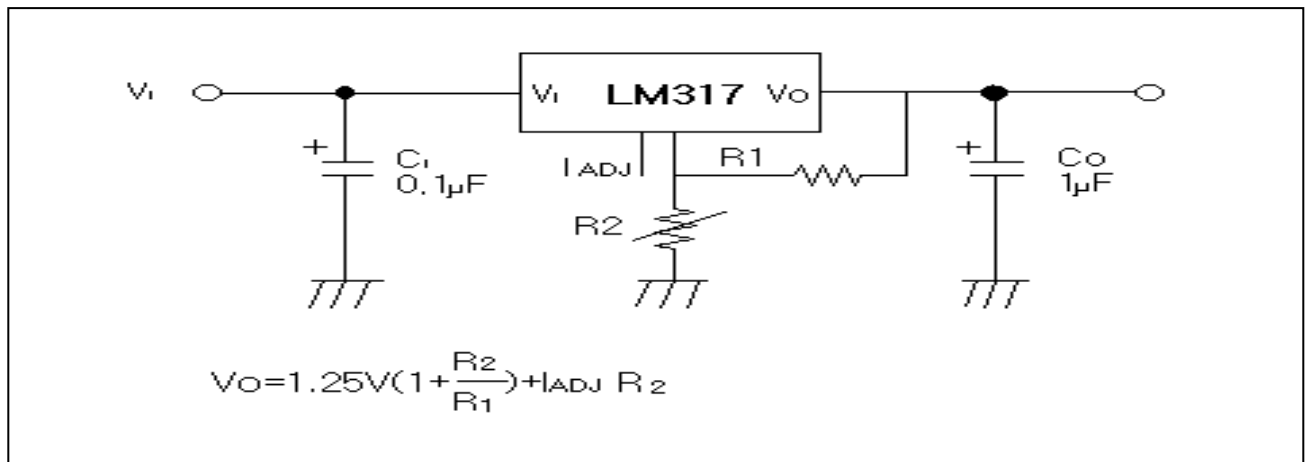 VI VI LM317 VO
+ CI
0.1μF
IADJ
R1
R2
+ CO
1μF
VO=1.25V(1+R2/R1)+IADJ R2